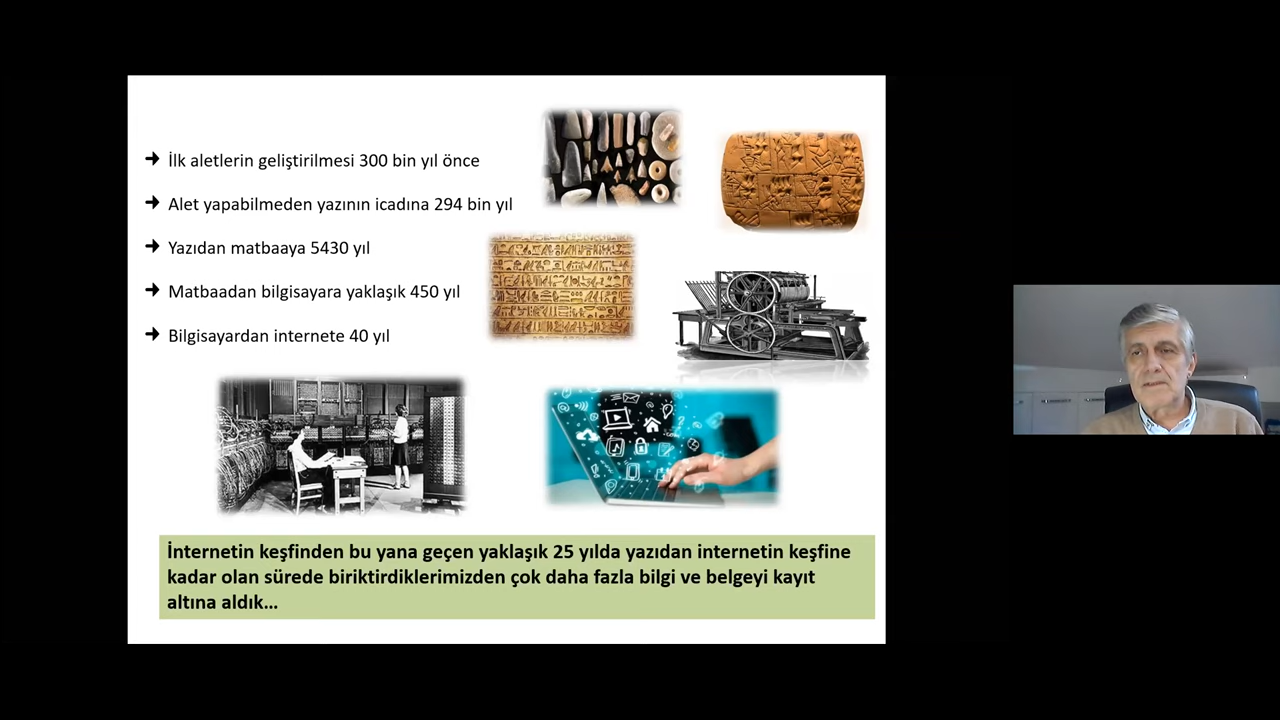 İlk aletlerin geliştirilmesi 300 bin yıl önce
Alet yapabilmeden yazının icadına 294 bin yıl
Yazıdan matbaaya 5430 yıl
Matbaadan bilgisayara yaklaşık 450 yıl
Bilgisayardan internete 40 yıl
İnternetin keşfinden bu yana geçen yaklaşık 25 yılda yazıdan internetin keşfine
kadar olan sürede biriktirdiklerimizden çok daha fazla bilgi ve belgeyi kayıt
altına aldık...